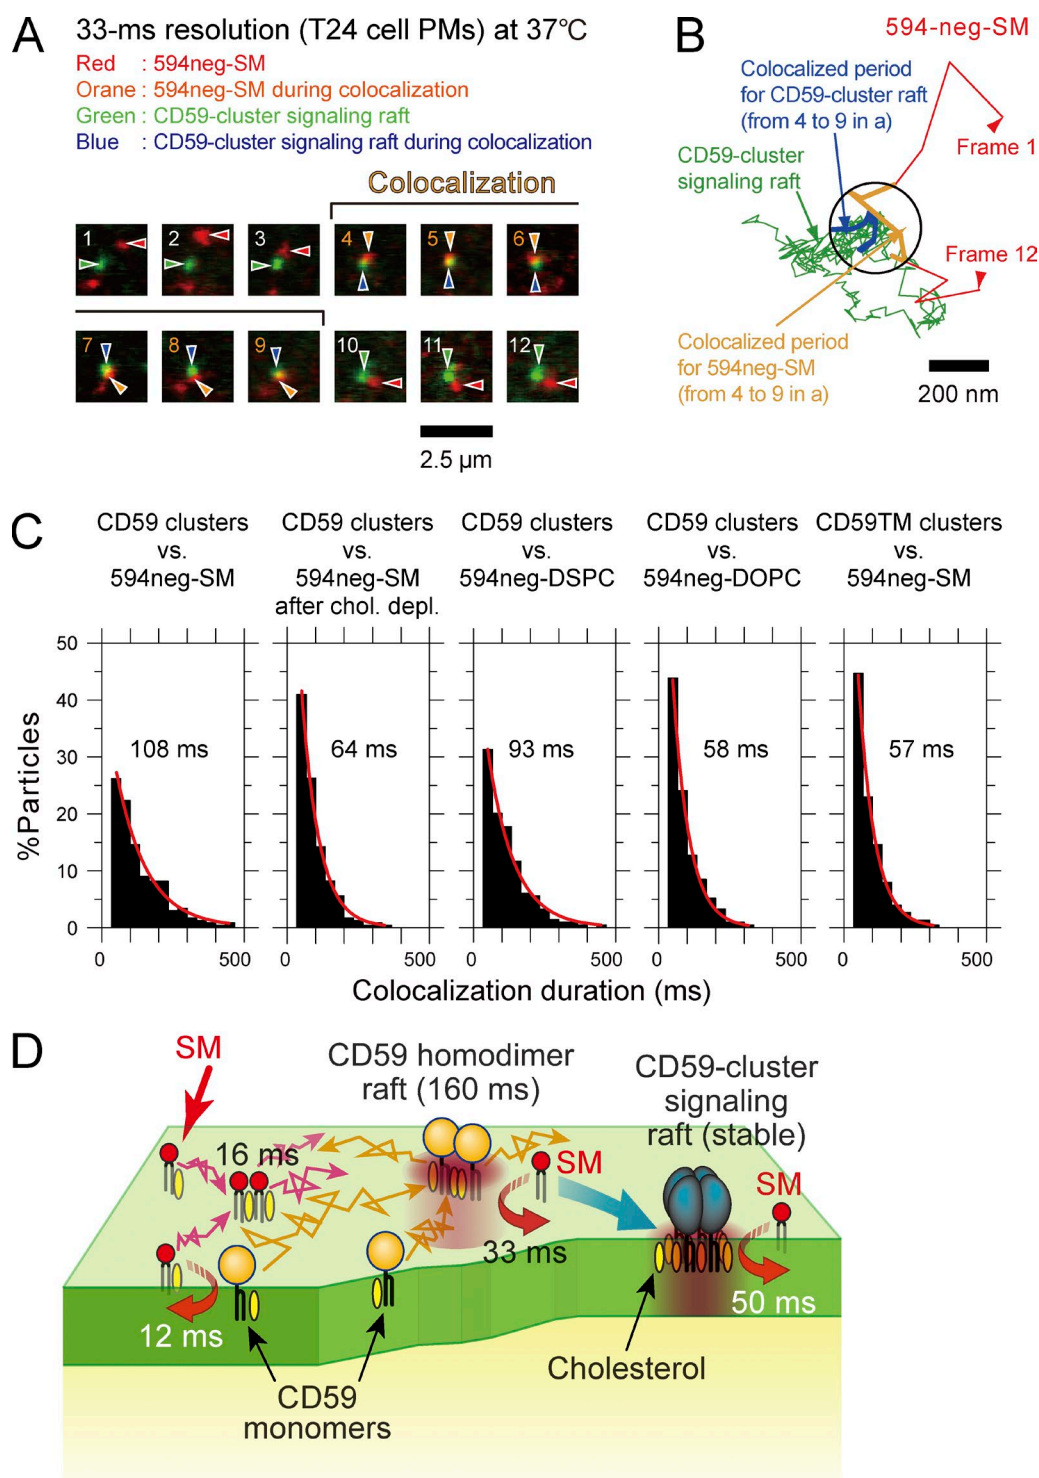 A
33-ms resolution (T24 cell PMs) at 37℃
Red : 594neg-SM
Orane : 594neg-SM during colocalization
Green : CD59-cluster signaling raft
Blue : CD59-cluster signaling raft during colocalization
Colocalization
1 2 3 4 5 6
7 8 9 10 11 12
2.5 µm
B
594-neg-SM
Colocalized period
for CD59-cluster raft
(from 4 to 9 in a)
Frame 1
CD59-cluster
signaling raft
Frame 12
Colocalized period
for 594neg-SM
(from 4 to 9 in a)
200 nm
C
CD59 clusters
vs.
594neg-SM
CD59 clusters
vs.
594neg-SM
after chol. depl.
CD59 clusters
vs.
594neg-DSPC
CD59 clusters
vs.
594neg-DOPC
CD59TM clusters
vs.
594neg-SM
%Particles
50
40
30
20
10
0
108 ms
64 ms
93 ms
58 ms
57 ms
0 500 0 500 0 500 0 500 0 500
Colocalization duration (ms)
D
SM
CD59 homodimer
raft (160 ms)
CD59-cluster
signaling
raft (stable)
16 ms
SM
SM
33 ms
50 ms
12 ms
Cholesterol
CD59
monomers